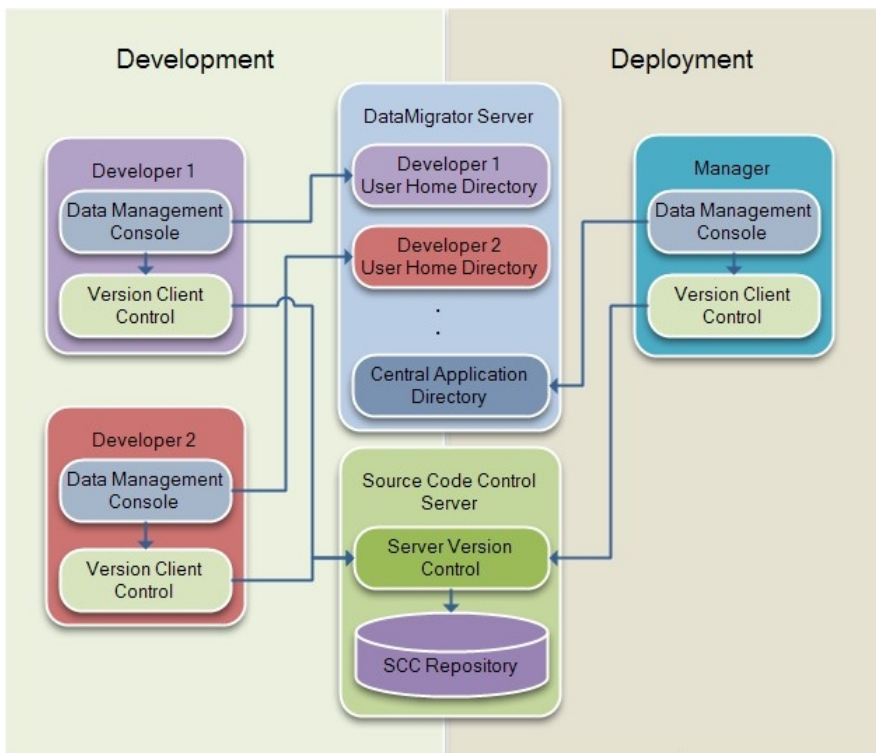 Development
Deployment
Developer 1
Data Management
Console
Version Client
Control
Developer 2
Data Management
Console
Version Client
Control
DataMigrator Server
Developer 1
User Home Directory
Developer 2
User Home Directory
.
.
Central Application
Directory
Source Code Control
Server
Server Version
Control
SCC Repository
Manager
Data Management
Console
Version Client
Control